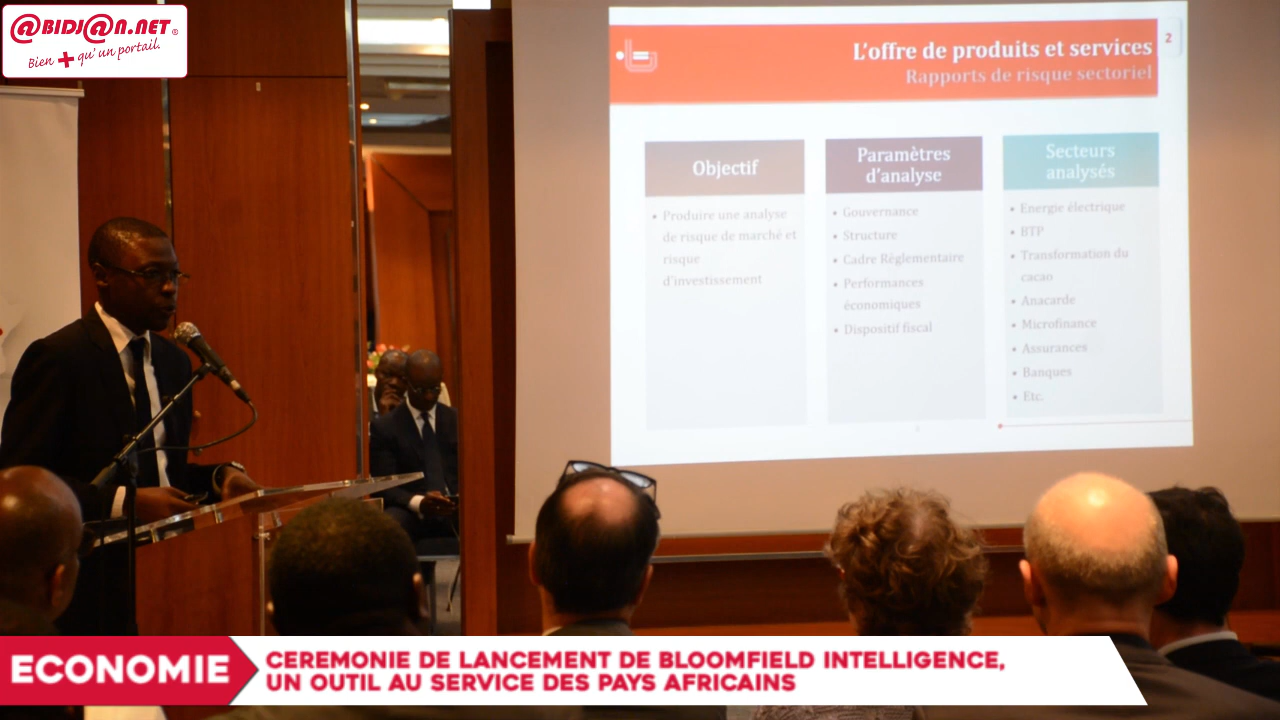 @BIDJ@N.NET®
Bien + qu'un portail.
L'offre de produits et services
Rapports de risque sectoriel
2
Objectif
• Produire une analyse
de risque de marché et
risque
d'investissement
Paramètres
d'analyse
• Gouvernance
• Structure
• Cadre Réglementaire
• Performances
économiques
• Dispositif fiscal
Secteurs
analysés
• Energie électrique
• BTP
• Transformation du
cacao
• Anacarde
• Microfinance
• Assurances
• Banques
• Etc.
ECONOMIE
CEREMONIE DE LANCEMENT DE BLOOMFIELD INTELLIGENCE,
UN OUTIL AU SERVICE DES PAYS AFRICAINS